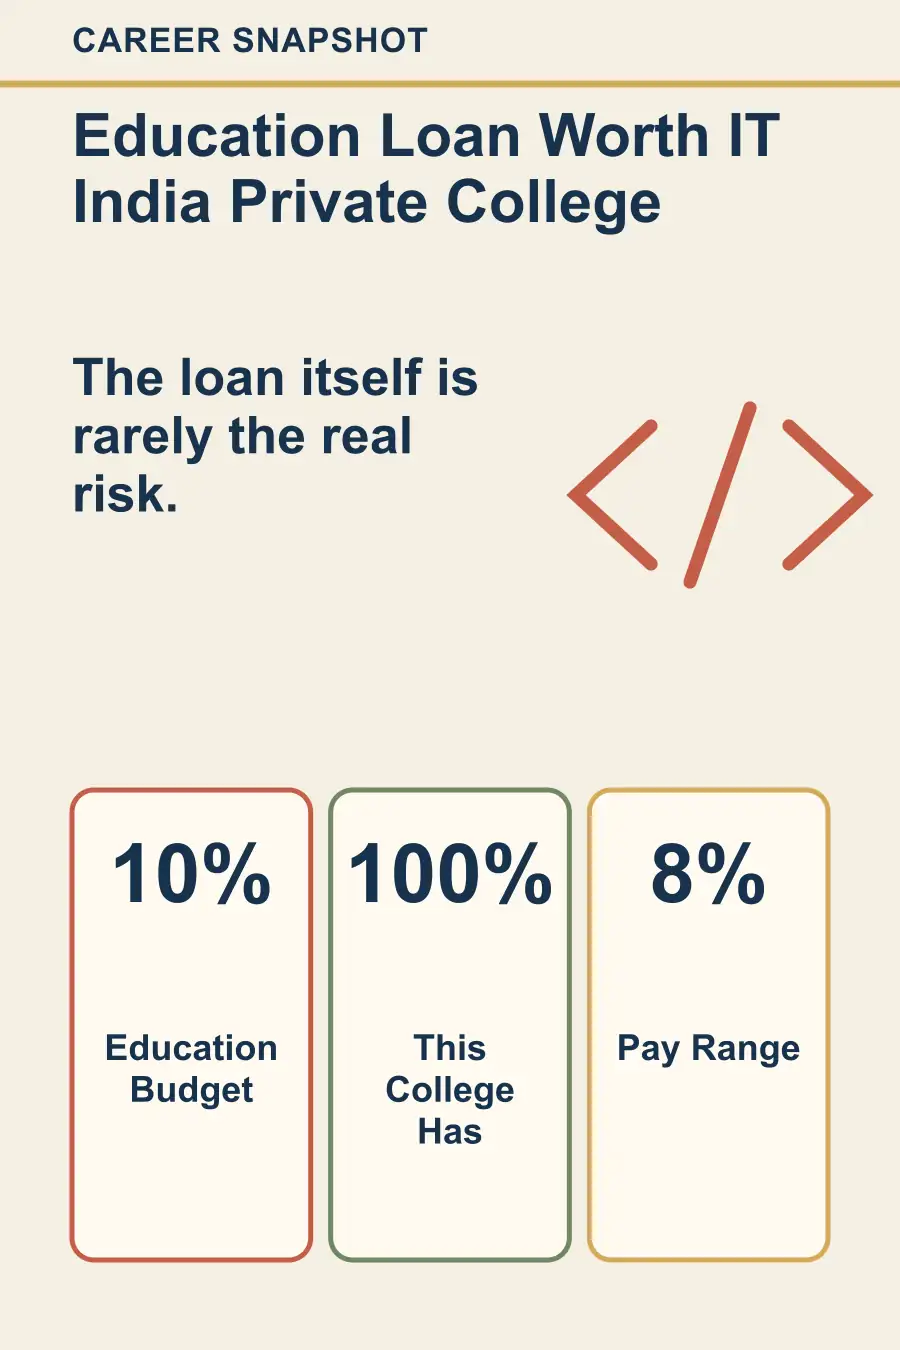 CAREER SNAPSHOT
Education Loan Worth IT
India Private College
The loan itself is
rarely the real
risk.
</>
10%
Education
Budget
100%
This
College
Has
8%
Pay Range